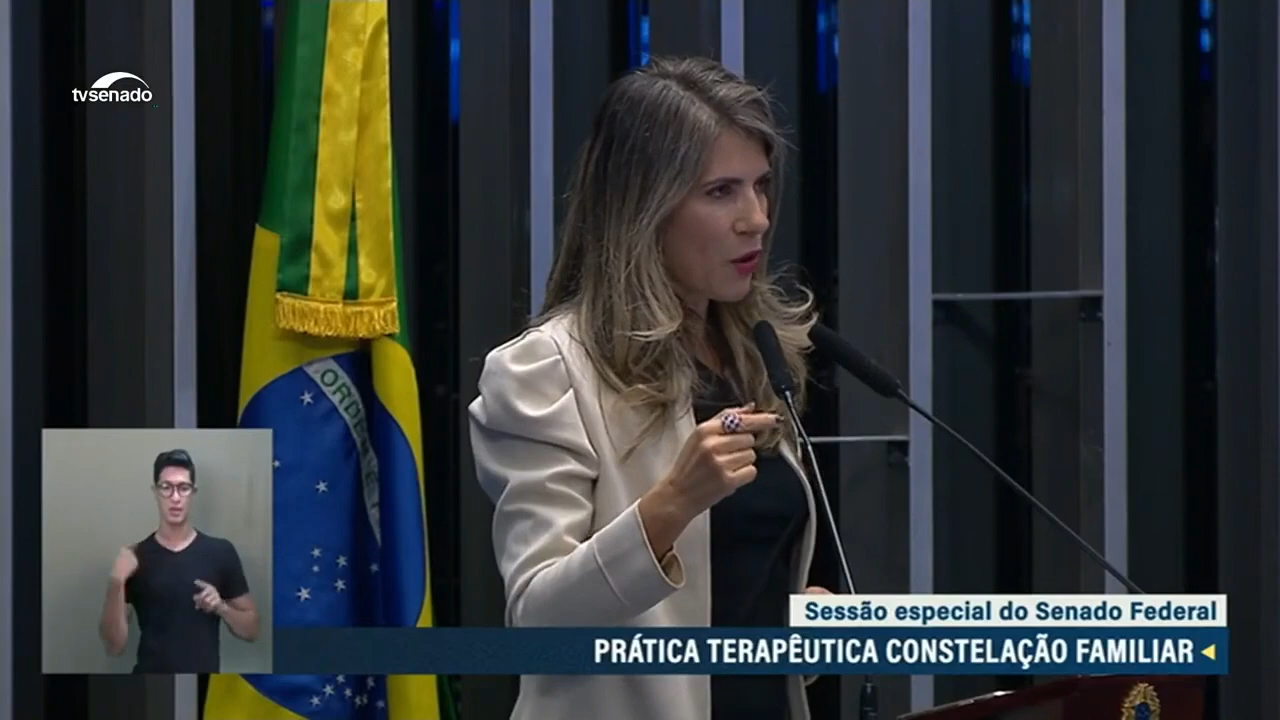 tvsenado
ORDEM E P
Sessão especial do Senado Federal
PRÁTICA TERAPÊUTICA CONSTELAÇÃO FAMILIAR